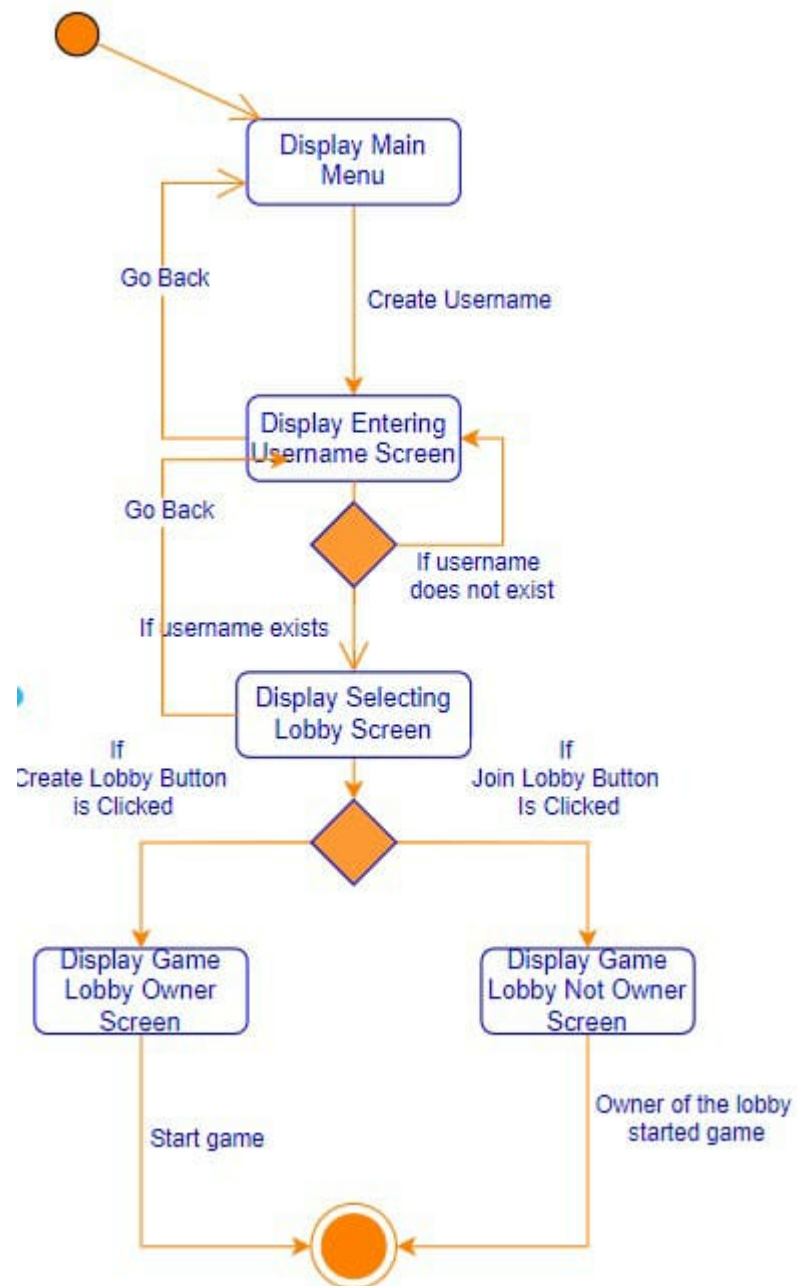 Display Main
Menu
Go Back
Create Username
Display Entering
Username Screen
Go Back
If username
does not exist
If username exists
Display Selecting
Lobby Screen
If
Create Lobby Button
is Clicked
If
Join Lobby Button
Is Clicked
Display Game
Lobby Owner
Screen
Display Game
Lobby Not Owner
Screen
Start game
Owner of the lobby
started game